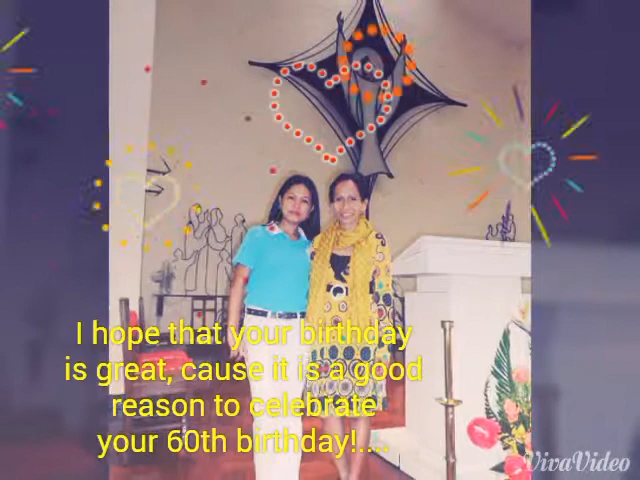 I hope that your birthday
is great, cause it is a good
reason to celebrate
your 60th birthday!....
VivaVideo